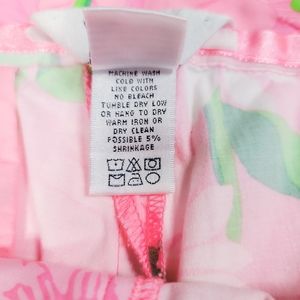 MACHINE WASH
COLD WITH
LIKE COLORS
NO BLEACH
TUMBLE DRY LOW
OR HANG TO DRY
WARM IRON OR
DRY CLEAN
POSSIBLE 5%
SHRINKAGE